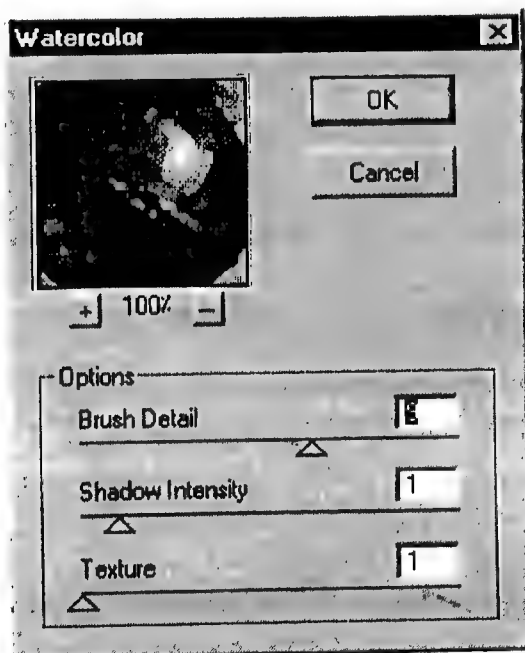 Watercolor
OK
Cancel
+ 100% −
Options
Brush Detail
Shadow Intensity 1
Texture 1